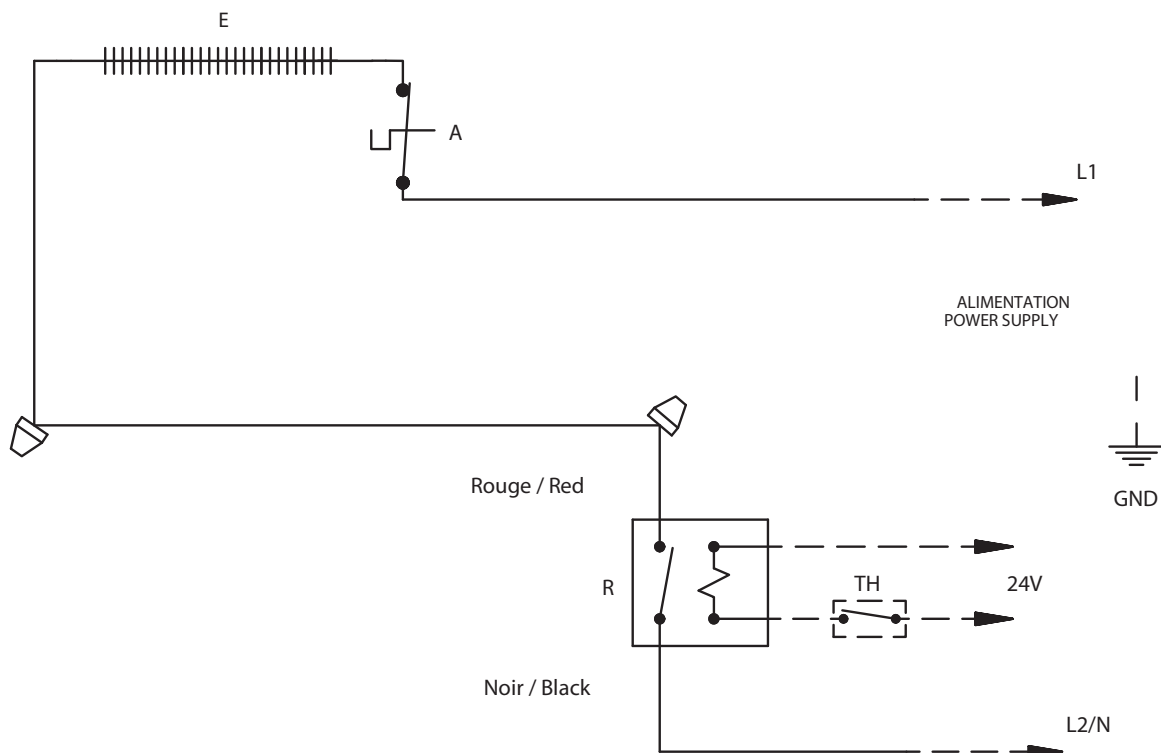 E
A
L1
ALIMENTATION
POWER SUPPLY
Rouge / Red
GND
R
TH
24V
Noir / Black
L2/N